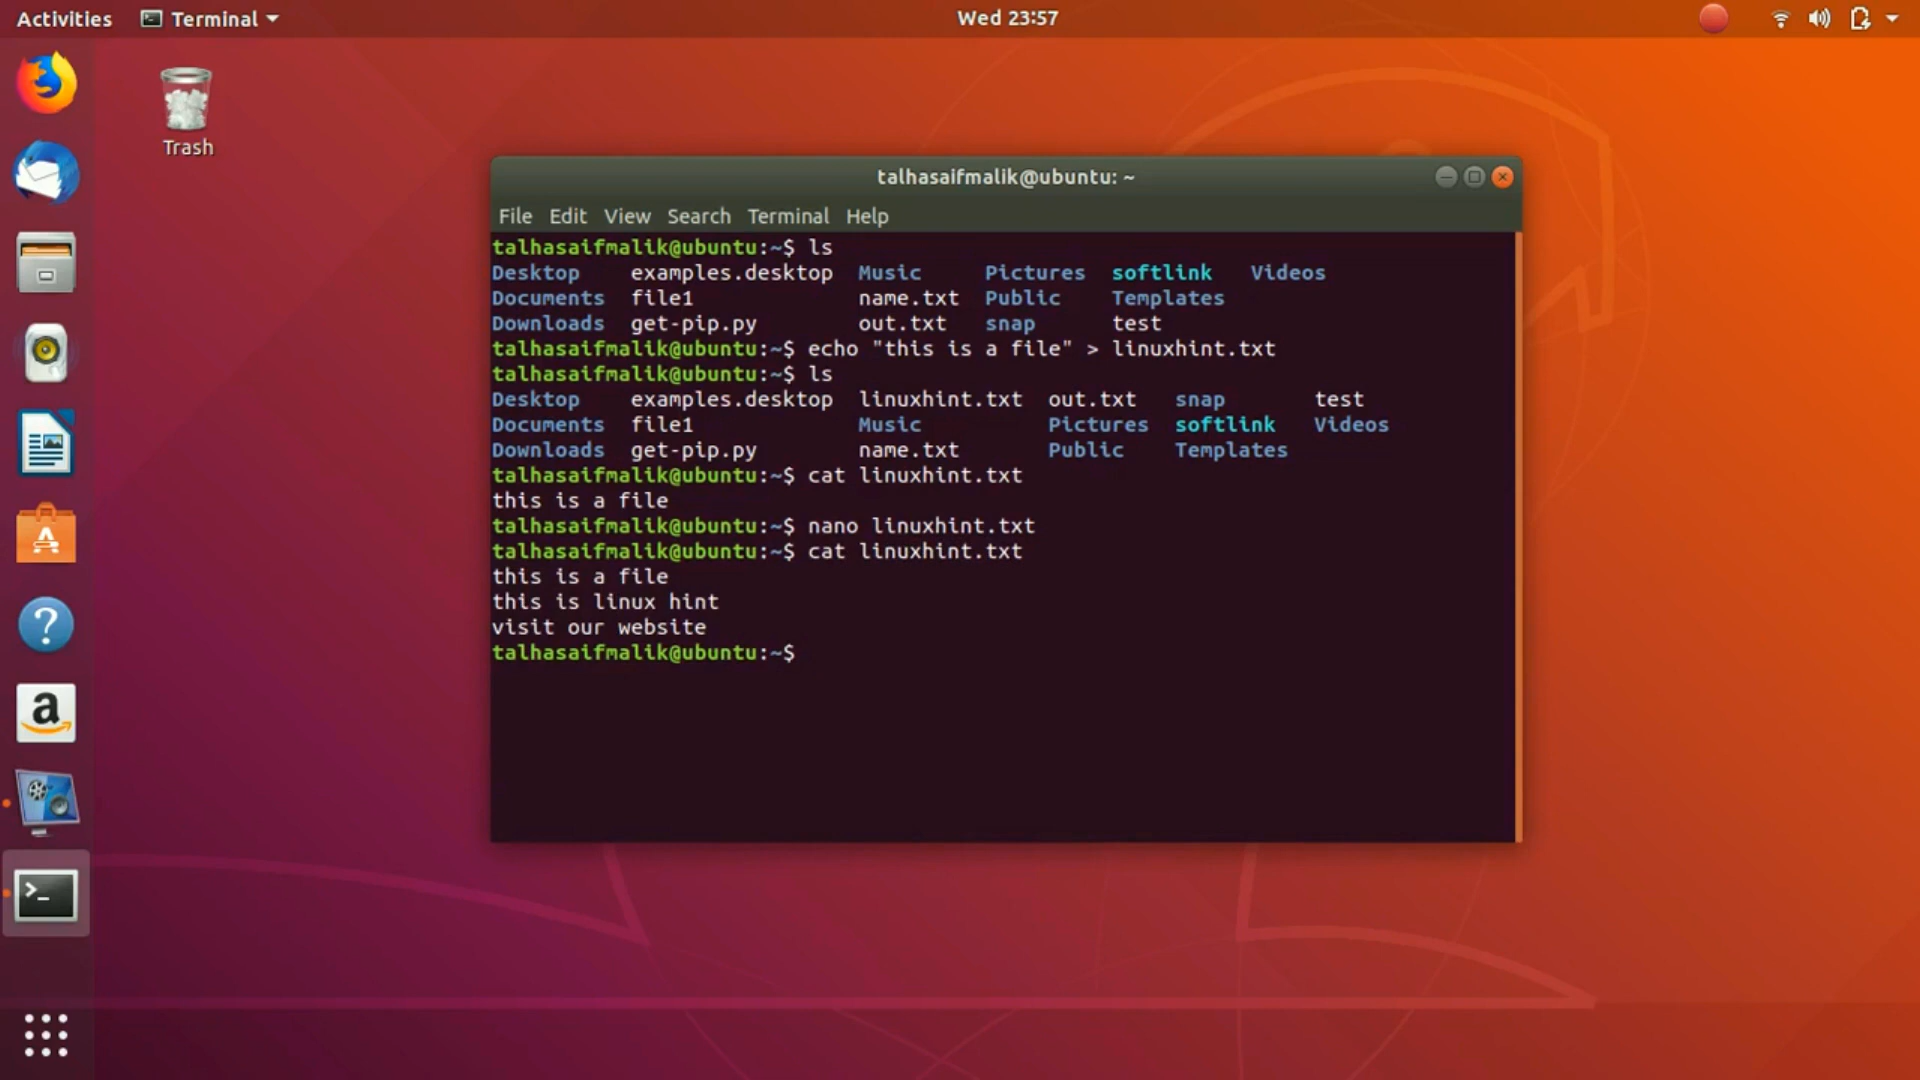 Activities Terminal Wed 23:57
Trash
talhasaifmalik@ubuntu: ~
File Edit View Search Terminal Help
talhasaifmalik@ubuntu:~$ ls
Desktop examples.desktop Music Pictures softlink Videos
Documents file1 name.txt Public Templates
Downloads get-pip.py out.txt snap test
talhasaifmalik@ubuntu:~$ echo "this is a file" > linuxhint.txt
talhasaifmalik@ubuntu:~$ ls
Desktop examples.desktop linuxhint.txt out.txt snap test
Documents file1 Music Pictures softlink Videos
Downloads get-pip.py name.txt Public Templates
talhasaifmalik@ubuntu:~$ cat linuxhint.txt
this is a file
talhasaifmalik@ubuntu:~$ nano linuxhint.txt
talhasaifmalik@ubuntu:~$ cat linuxhint.txt
this is a file
this is linux hint
visit our website
talhasaifmalik@ubuntu:~$